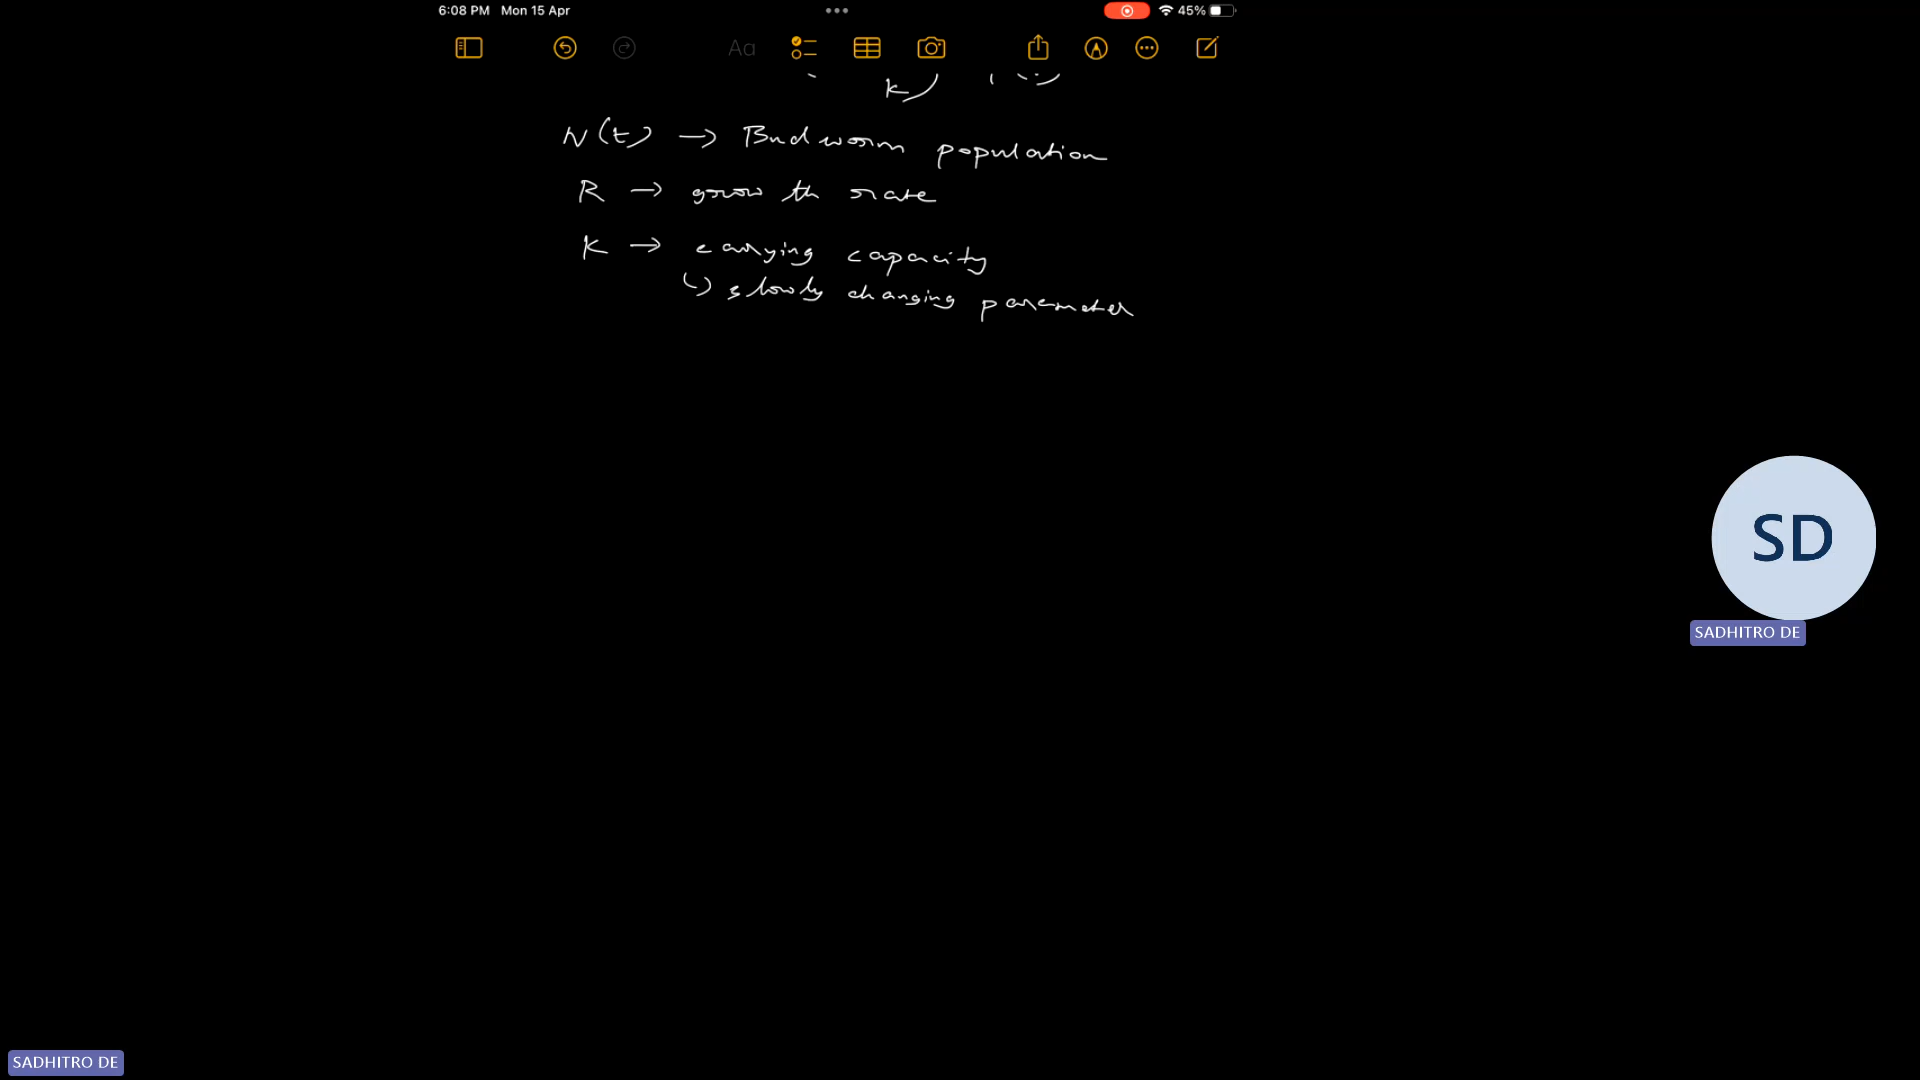 6:08 PM Mon 15 Apr
45%
Aa
K)
N(t) → Budworm population
R → growth rate
K → carrying capacity
↳ slowly changing parameter
SD
SADHITRO DE
SADHITRO DE